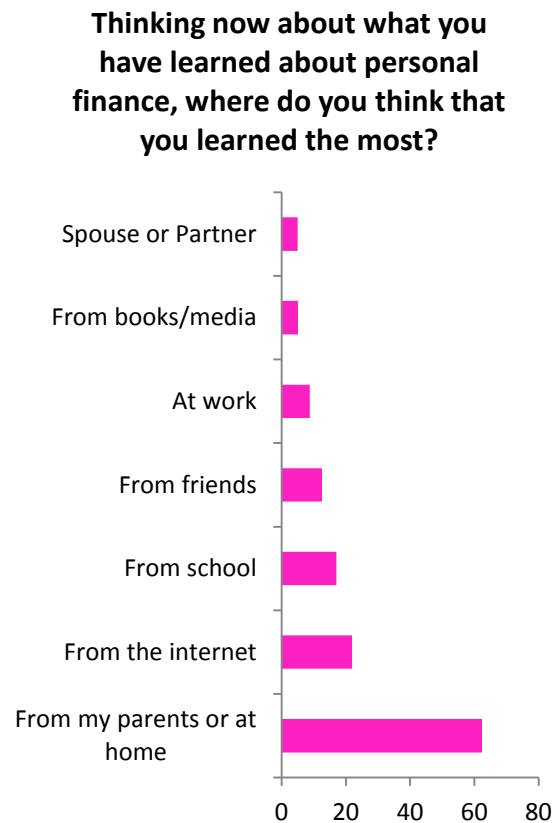 Thinking now about what you
have learned about personal
finance, where do you think that
you learned the most?
Spouse or Partner
From books/media
At work
From friends
From school
From the internet
From my parents or at
home
0 20 40 60 80